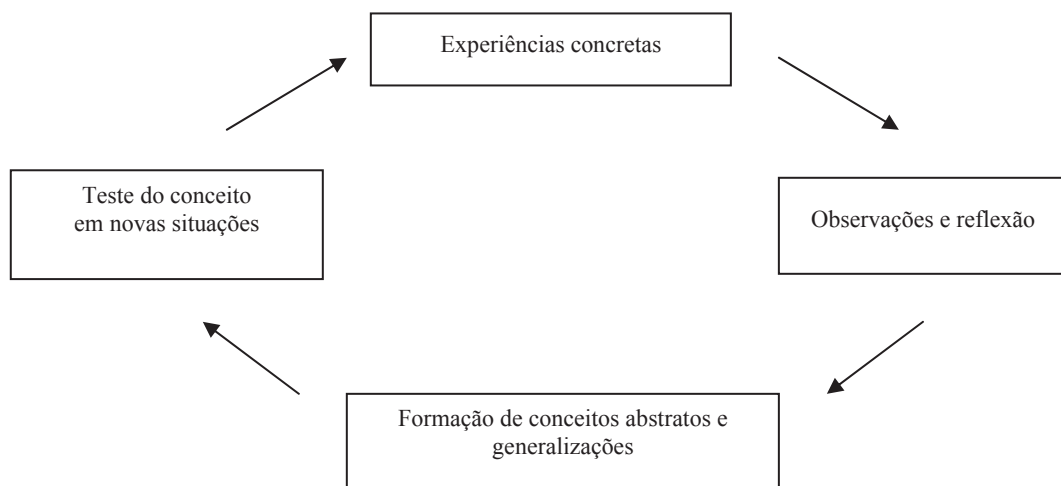 Experiências concretas
Teste do conceito
em novas situações
Observações e reflexão
Formação de conceitos abstratos e
generalizações